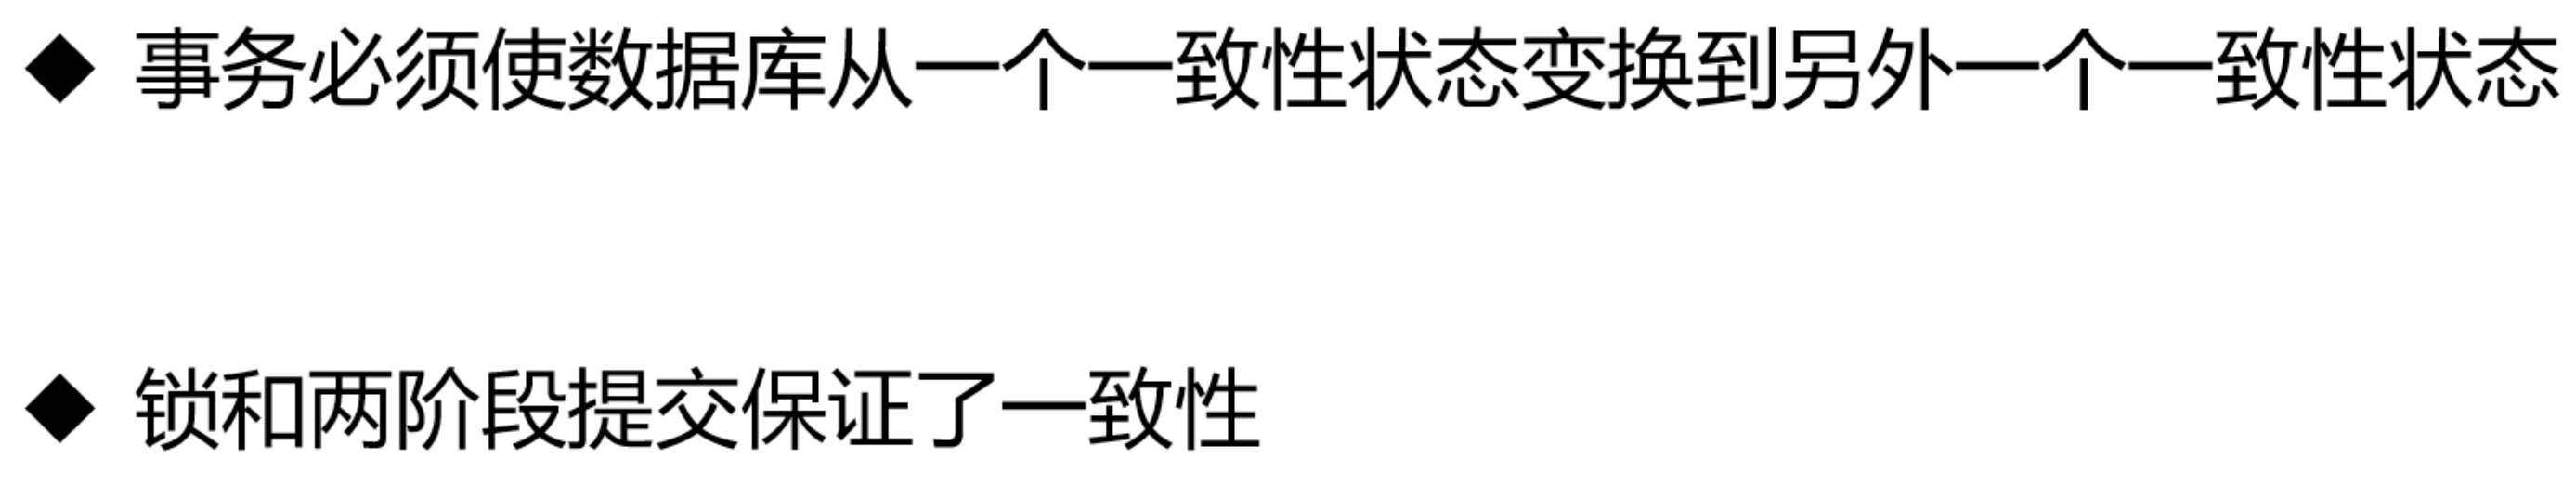 ◆ 事务必须使数据库从一个一致性状态变换到另外一个一致性状态
◆ 锁和两阶段提交保证了一致性